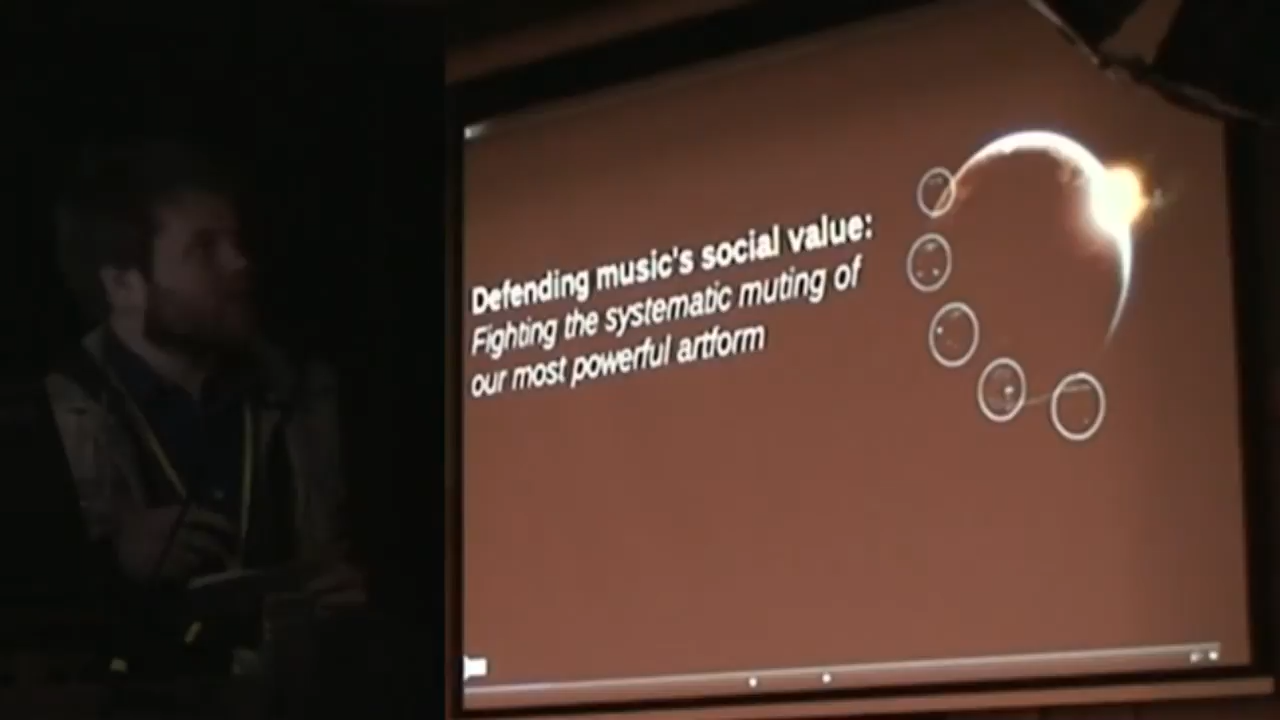 Defending music's social value:
Fighting the systematic muting of
our most powerful artform